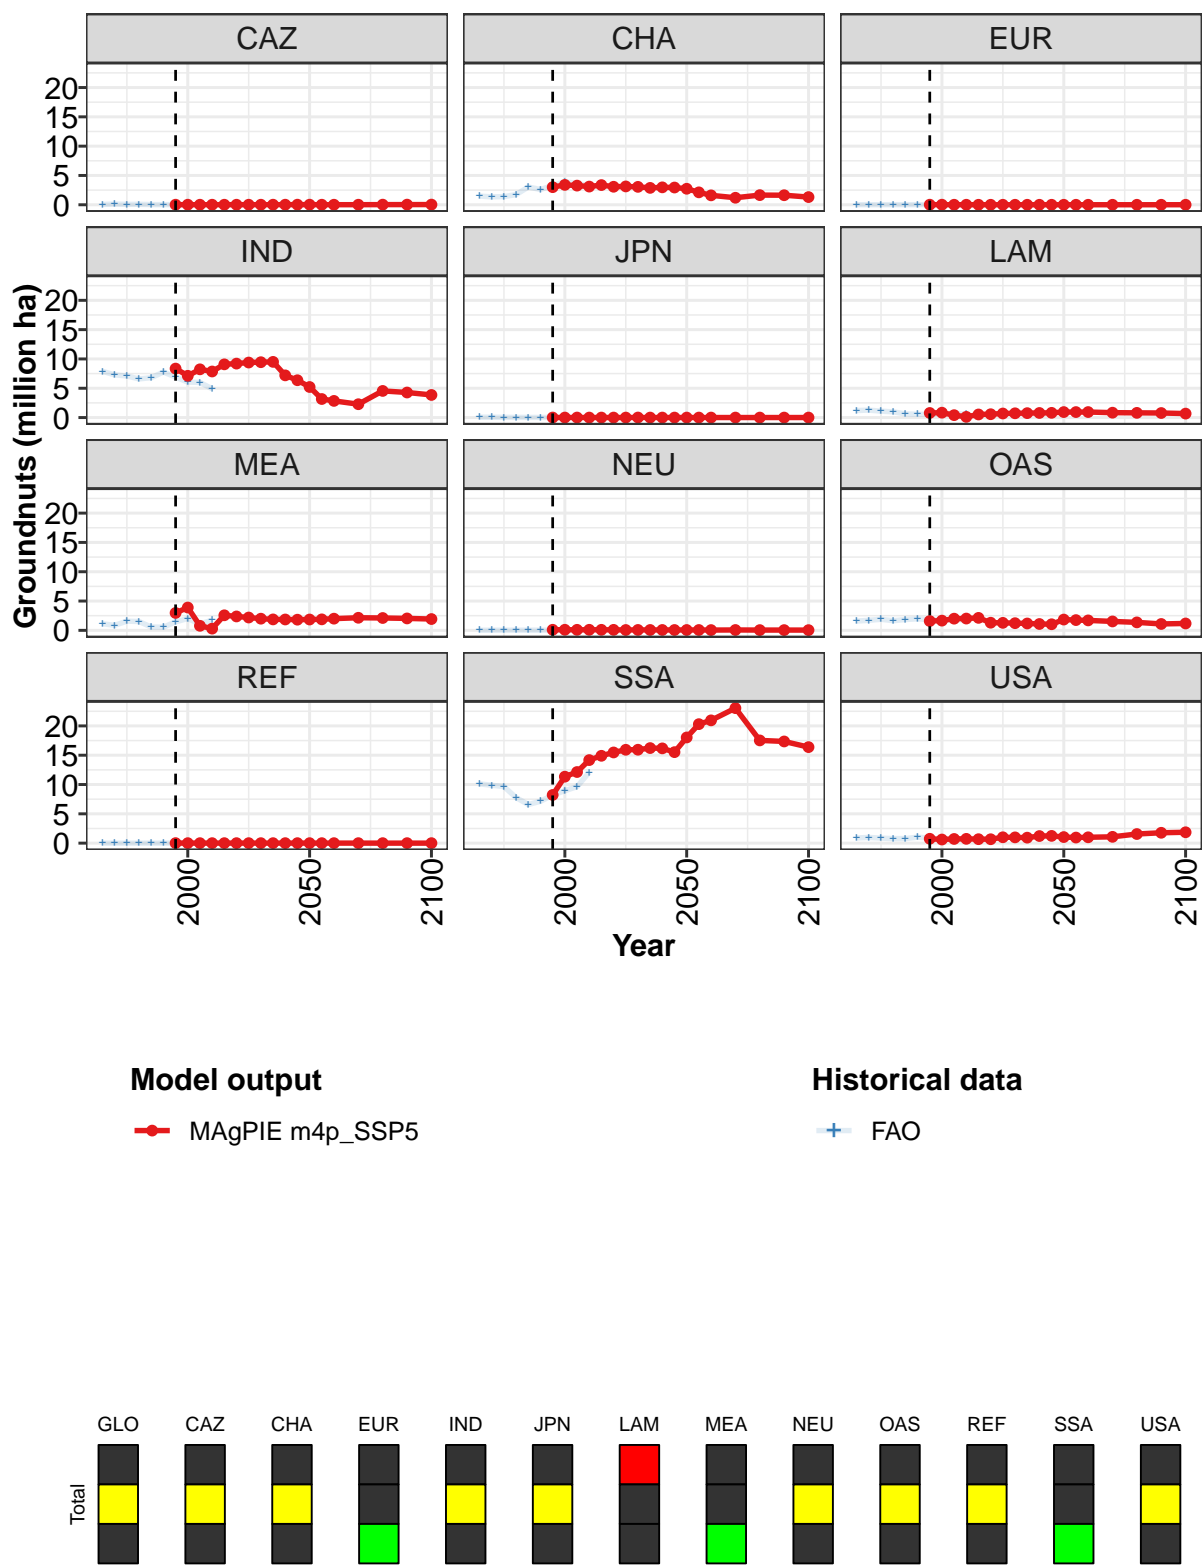 CAZ CHA EUR
20
15
10
5
0
IND JPN LAM
20
15
10
5
0
MEA NEU OAS
20
15
10
5
0
REF SSA USA
20
15
10
5
0
Groundnuts (million ha)
2000 2050 2100 2000 2050 2100 2000 2050 2100
Year
Model output Historical data
MAgPIE m4p_SSP5 FAO
GLO CAZ CHA EUR IND JPN LAM MEA NEU OAS REF SSA USA
Total